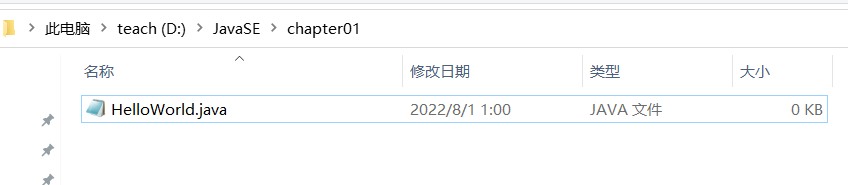 此电脑 > teach (D:) > JavaSE > chapter01
名称 修改日期 类型 大小
HelloWorld.java 2022/8/1 1:00 JAVA 文件 0 KB